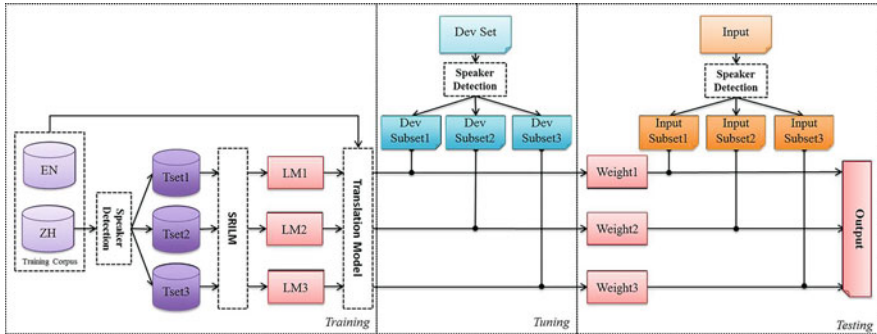 Dev Set
Input
Speaker
Detection
Speaker
Detection
Dev
Subset1
Dev
Subset2
Dev
Subset3
Input
Subset1
Input
Subset2
Input
Subset3
EN
ZH
Training Corpus
Speaker
Detection
Tset1
Tset2
Tset3
SRILM
LM1
LM2
LM3
Translation Model
Weight1
Weight2
Weight3
Output
Training
Tuning
Testing